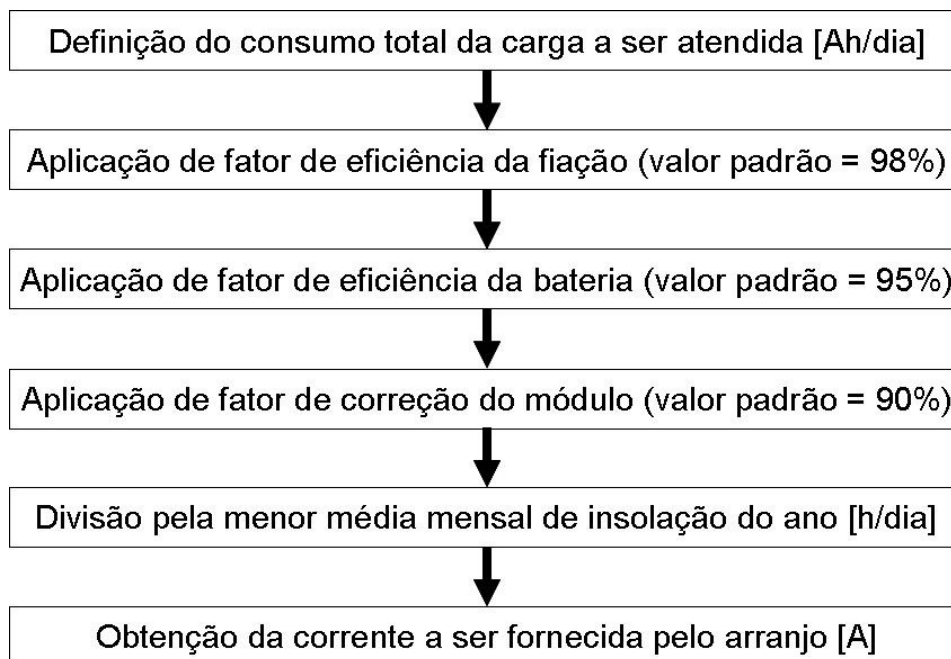 Definição do consumo total da carga a ser atendida [Ah/dia]
Aplicação de fator de eficiência da fiação (valor padrão = 98%)
Aplicação de fator de eficiência da bateria (valor padrão = 95%)
Aplicação de fator de correção do módulo (valor padrão = 90%)
Divisão pela menor média mensal de insolação do ano [h/dia]
Obtenção da corrente a ser fornecida pelo arranjo [A]